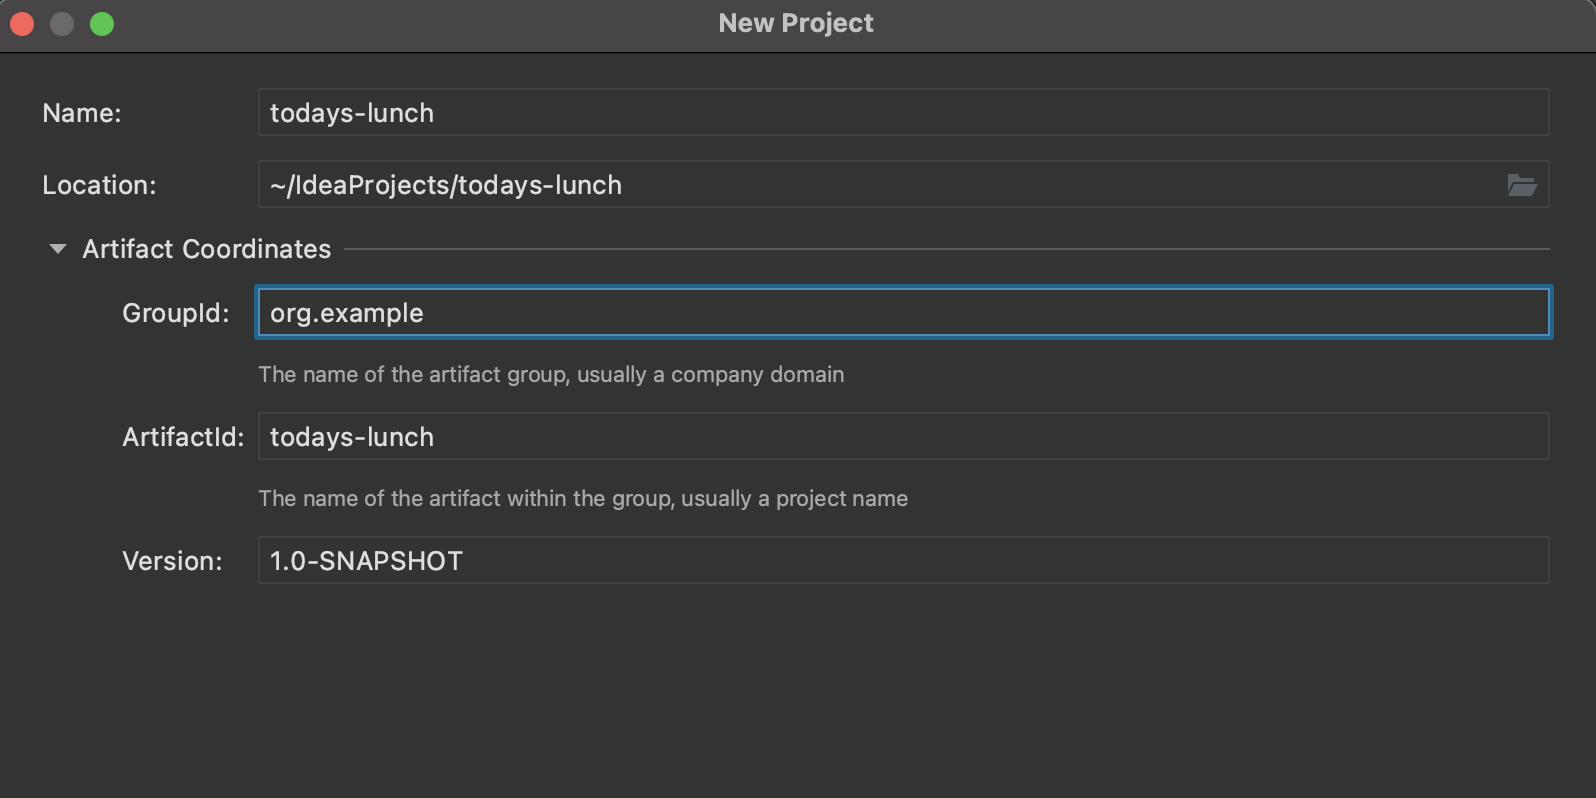 New Project
Name: todays-lunch
Location: ~/IdeaProjects/todays-lunch
Artifact Coordinates
GroupId: org.example
The name of the artifact group, usually a company domain
ArtifactId: todays-lunch
The name of the artifact within the group, usually a project name
Version: 1.0-SNAPSHOT